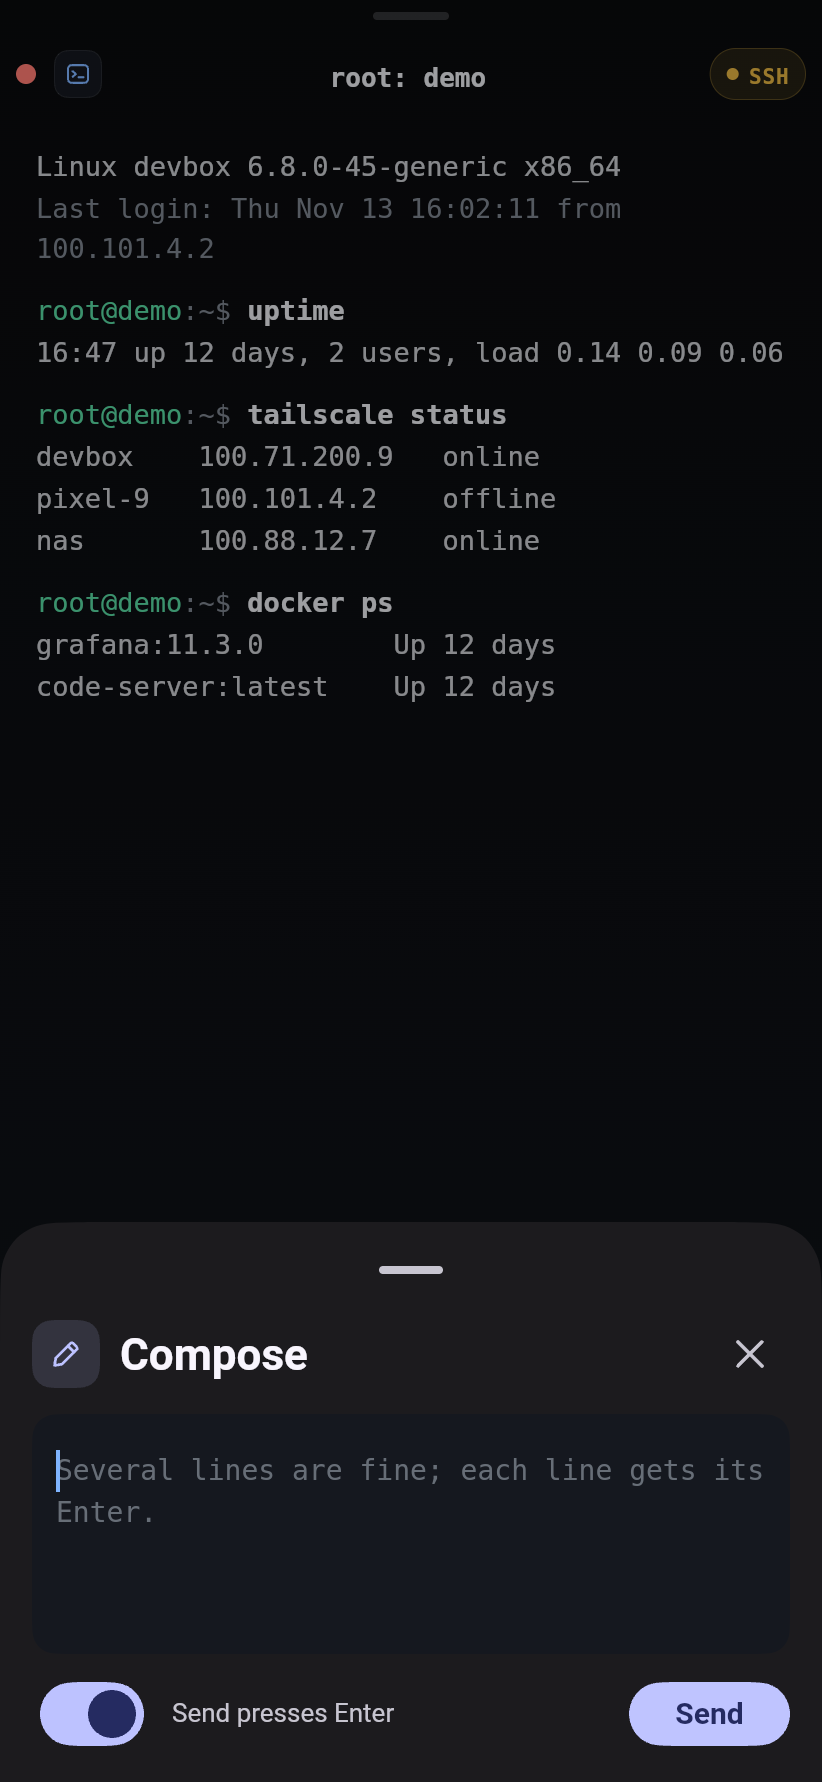 root: demo
SSH
Linux devbox 6.8.0-45-generic x86_64
Last login: Thu Nov 13 16:02:11 from
100.101.4.2
root@demo:~$ uptime
16:47 up 12 days, 2 users, load 0.14 0.09 0.06
root@demo:~$ tailscale status
devbox    100.71.200.9   online
pixel-9   100.101.4.2    offline
nas       100.88.12.7    online
root@demo:~$ docker ps
grafana:11.3.0        Up 12 days
code-server:latest    Up 12 days
Compose
Several lines are fine; each line gets its
Enter.
Send presses Enter
Send